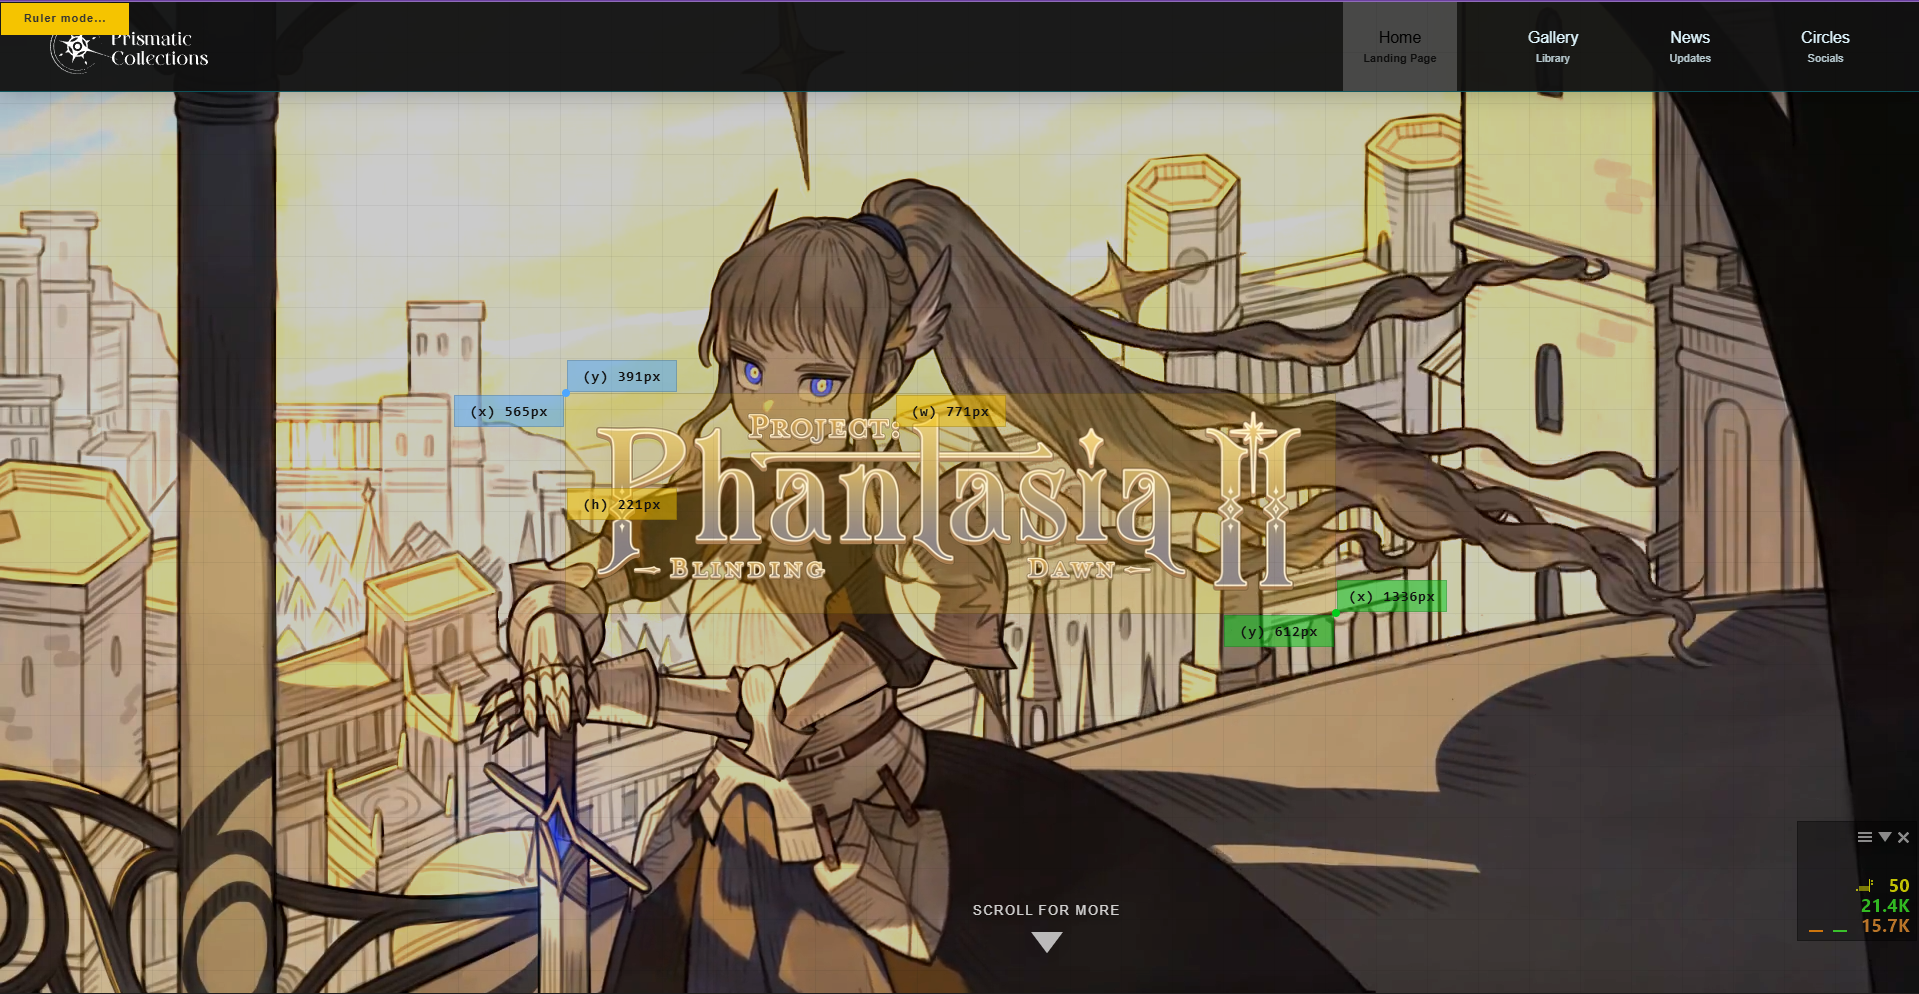 Ruler mode...
Prismatic
Collections
Home
Landing Page
Gallery
Library
News
Updates
Circles
Socials
(y) 391px
(x) 565px
(w) 771px
PROJECT:
Phantasia II
(h) 221px
BLINDING
DAWN
(x) 1336px
(y) 612px
50
21.4K
15.7K
SCROLL FOR MORE